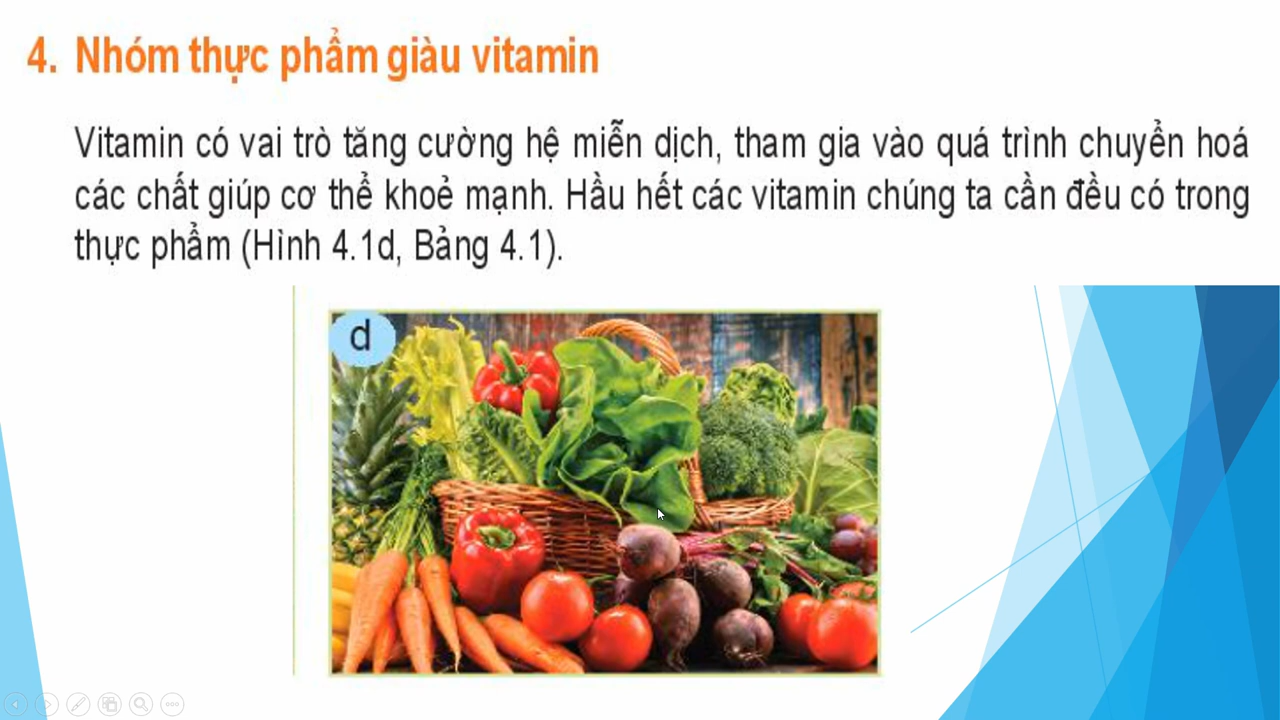 4. Nhóm thực phẩm giàu vitamin
Vitamin có vai trò tăng cường hệ miễn dịch, tham gia vào quá trình chuyển hoá
các chất giúp cơ thể khoẻ mạnh. Hầu hết các vitamin chúng ta cần đều có trong
thực phẩm (Hình 4.1d, Bảng 4.1).
d